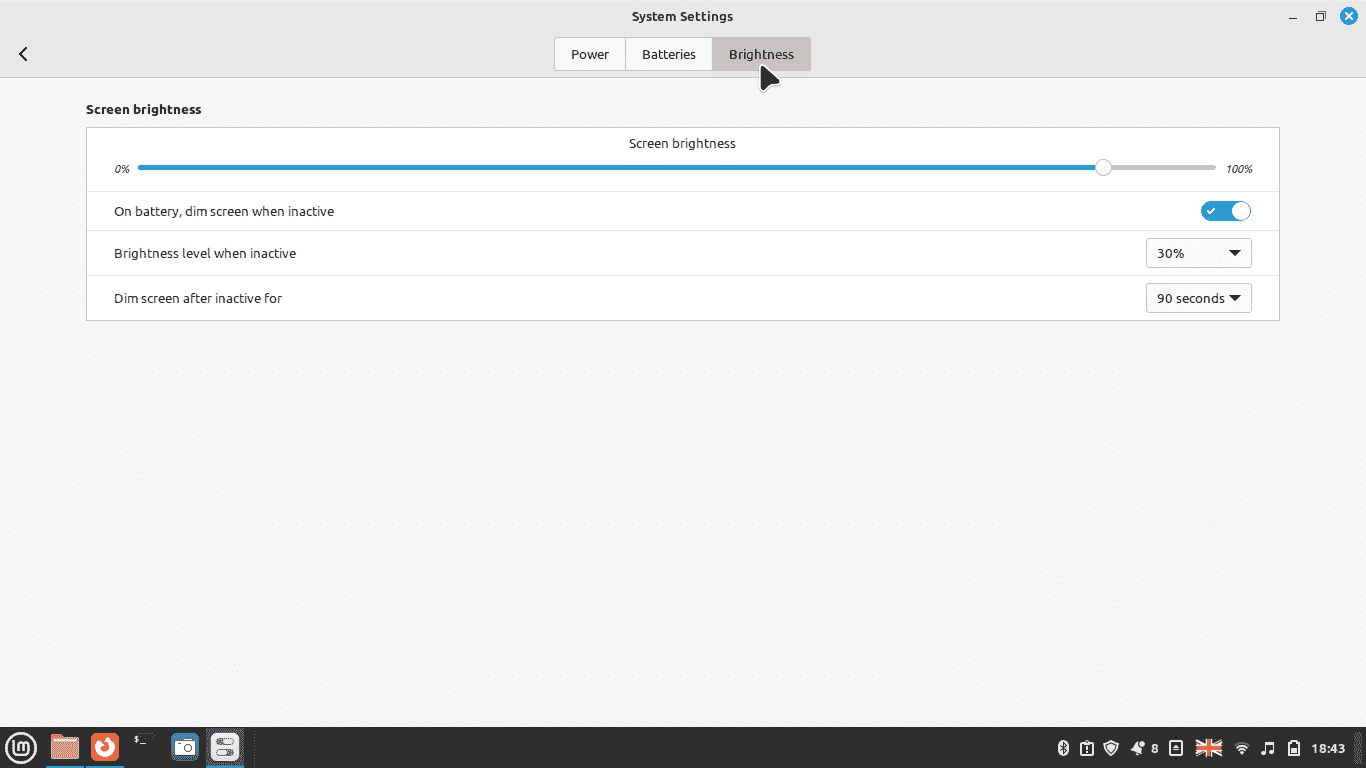 System Settings
Power Batteries Brightness
Screen brightness
Screen brightness
0% 100%
On battery, dim screen when inactive
Brightness level when inactive 30%
Dim screen after inactive for 90 seconds
lm $_ 8 18:43